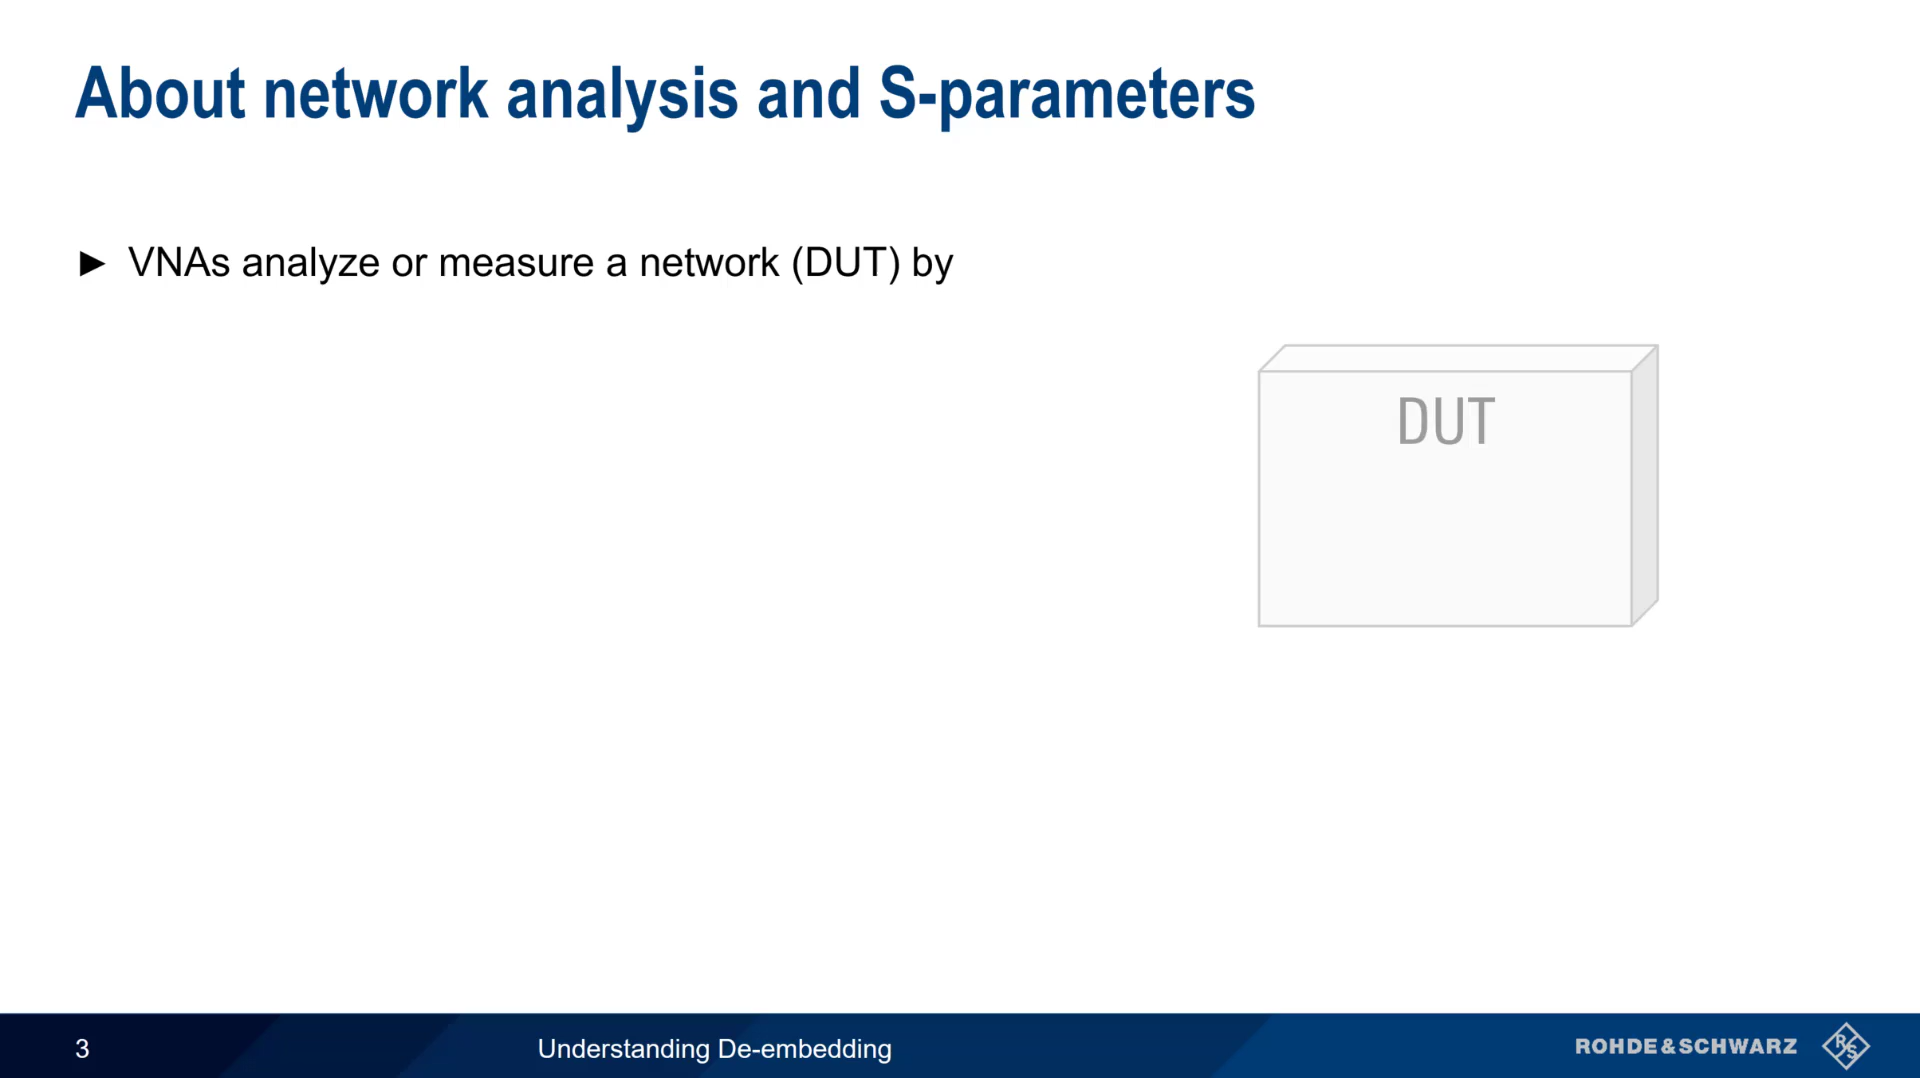 About network analysis and S-parameters
► VNAs analyze or measure a network (DUT) by
DUT
3
Understanding De-embedding
ROHDE&SCHWARZ
R&S